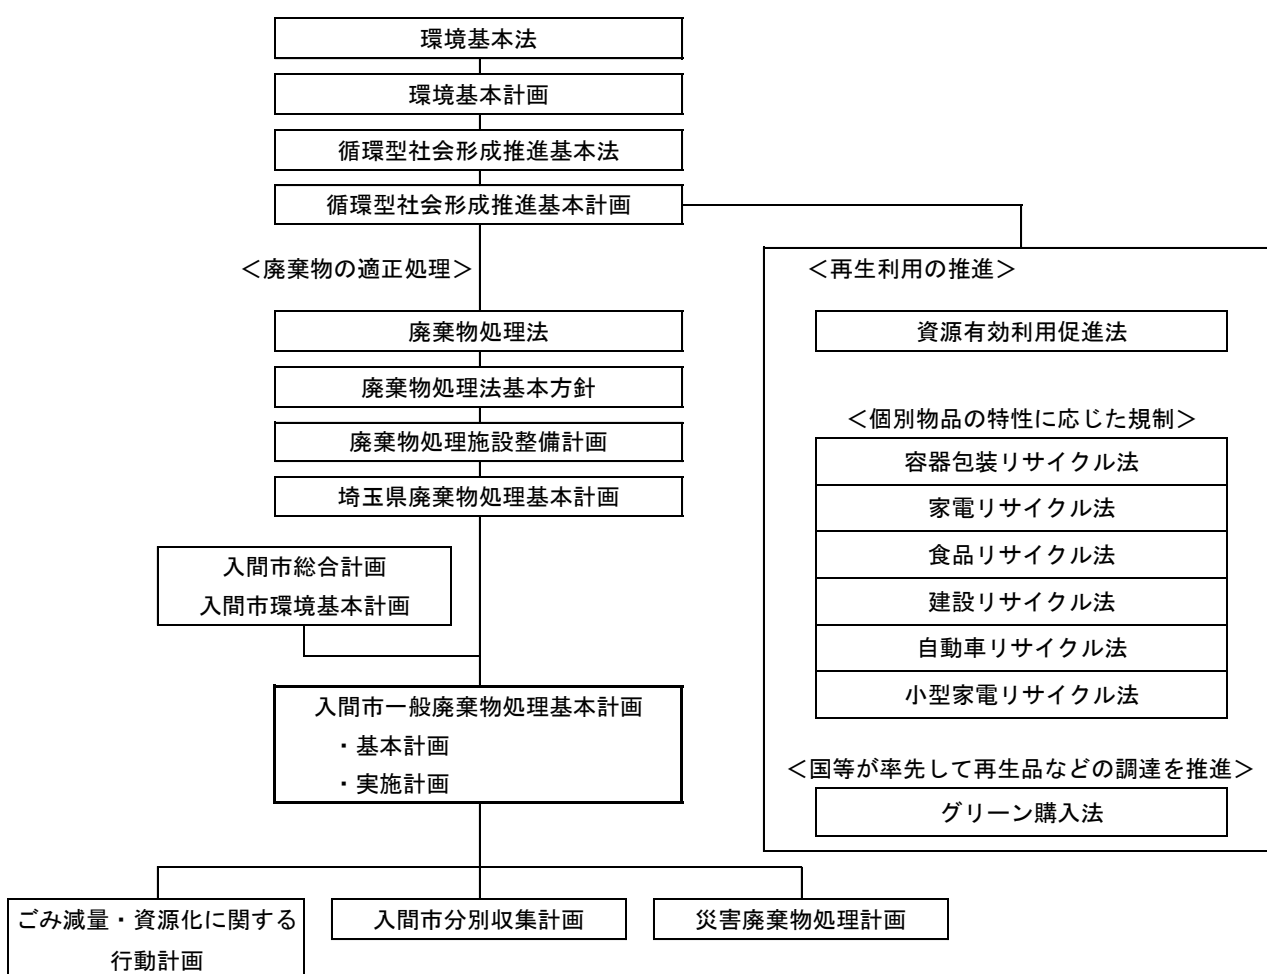 環境基本法
環境基本計画
循環型社会形成推進基本法
循環型社会形成推進基本計画
＜廃棄物の適正処理＞
廃棄物処理法
廃棄物処理法基本方針
廃棄物処理施設整備計画
埼玉県廃棄物処理基本計画
入間市総合計画
入間市環境基本計画
入間市一般廃棄物処理基本計画
・基本計画
・実施計画
ごみ減量・資源化に関する
行動計画
入間市分別収集計画
災害廃棄物処理計画
＜再生利用の推進＞
資源有効利用促進法
＜個別物品の特性に応じた規制＞
容器包装リサイクル法
家電リサイクル法
食品リサイクル法
建設リサイクル法
自動車リサイクル法
小型家電リサイクル法
＜国等が率先して再生品などの調達を推進＞
グリーン購入法